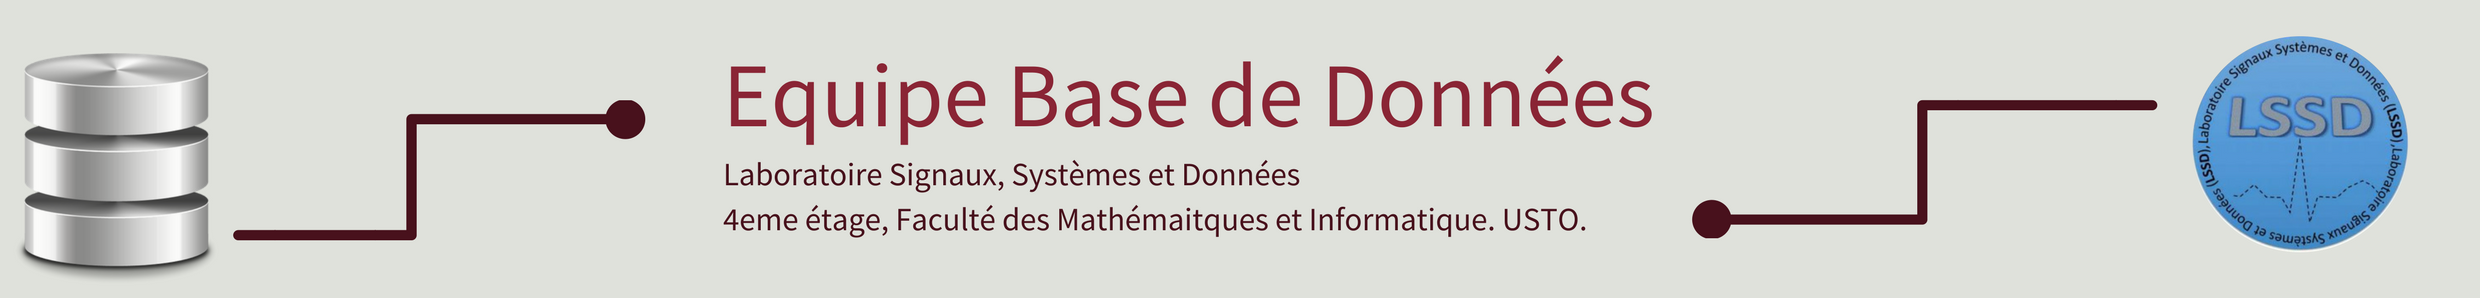 Equipe Base de Données
Laboratoire Signaux, Systèmes et Données
4eme étage, Faculté des Mathémaitques et Informatique. USTO.
Laboratoire Signaux Systèmes et Données (LSSD), Laboratoire Signaux Systèmes et Données (LSSD),
LSSD